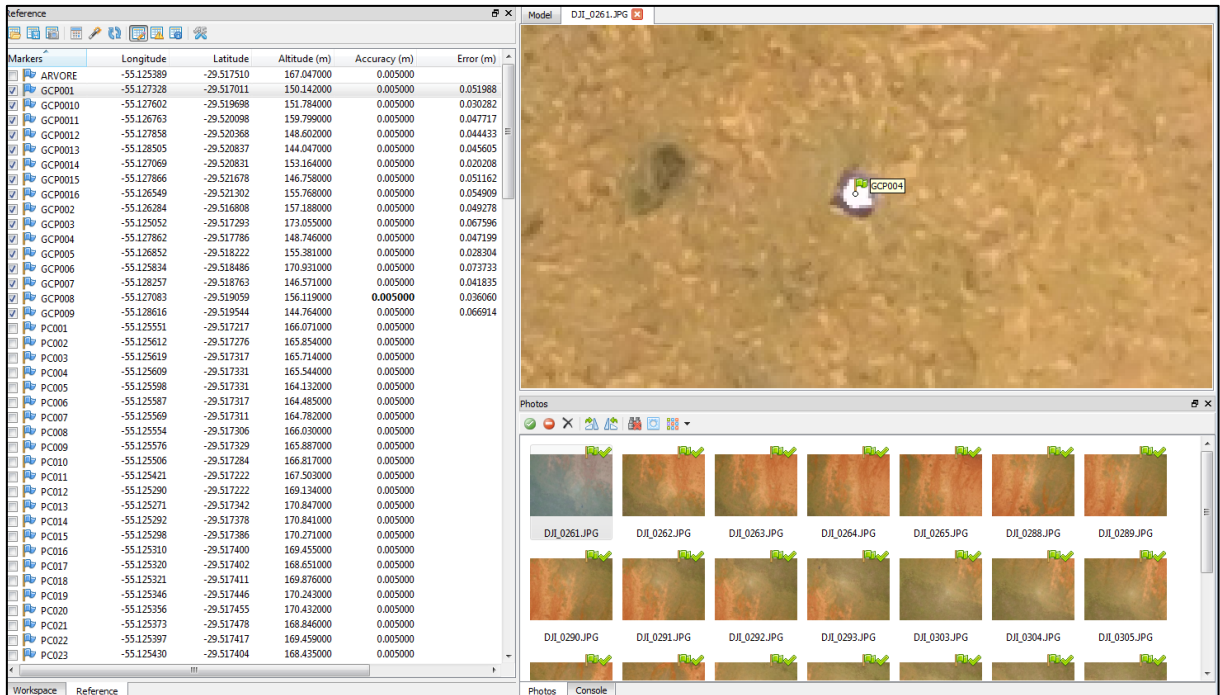 Reference
Markers Longitude Latitude Altitude (m) Accuracy (m) Error (m)
ARVORE -55.125389 -29.517510 167.047000 0.005000
GCP001 -55.127328 -29.517011 150.142000 0.005000 0.051988
GCP0010 -55.127602 -29.519698 151.784000 0.005000 0.030282
GCP0011 -55.126763 -29.520098 159.799000 0.005000 0.047717
GCP0012 -55.127858 -29.520368 148.602000 0.005000 0.044433
GCP0013 -55.128505 -29.520837 144.047000 0.005000 0.045605
GCP0014 -55.127069 -29.520831 153.164000 0.005000 0.020208
GCP0015 -55.127866 -29.521678 146.758000 0.005000 0.051162
GCP0016 -55.126549 -29.521302 155.768000 0.005000 0.054909
GCP002 -55.126284 -29.516808 157.188000 0.005000 0.049278
GCP003 -55.125052 -29.517293 173.055000 0.005000 0.067596
GCP004 -55.127862 -29.517786 148.746000 0.005000 0.047199
GCP005 -55.126852 -29.518222 155.381000 0.005000 0.028304
GCP006 -55.125834 -29.518486 170.931000 0.005000 0.073733
GCP007 -55.128257 -29.518763 146.571000 0.005000 0.041835
GCP008 -55.127083 -29.519059 156.119000 0.005000 0.036060
GCP009 -55.128616 -29.519544 144.764000 0.005000 0.066914
PC001 -55.125551 -29.517217 166.071000 0.005000
PC002 -55.125612 -29.517276 165.854000 0.005000
PC003 -55.125619 -29.517317 165.714000 0.005000
PC004 -55.125609 -29.517331 165.544000 0.005000
PC005 -55.125598 -29.517331 164.132000 0.005000
PC006 -55.125587 -29.517317 164.485000 0.005000
PC007 -55.125569 -29.517311 164.782000 0.005000
PC008 -55.125554 -29.517306 166.030000 0.005000
PC009 -55.125576 -29.517329 165.887000 0.005000
PC010 -55.125506 -29.517284 166.817000 0.005000
PC011 -55.125421 -29.517222 167.503000 0.005000
PC012 -55.125290 -29.517222 169.134000 0.005000
PC013 -55.125271 -29.517342 170.847000 0.005000
PC014 -55.125292 -29.517378 170.841000 0.005000
PC015 -55.125298 -29.517386 170.271000 0.005000
PC016 -55.125310 -29.517400 169.455000 0.005000
PC017 -55.125320 -29.517402 168.651000 0.005000
PC018 -55.125321 -29.517411 169.876000 0.005000
PC019 -55.125346 -29.517446 170.243000 0.005000
PC020 -55.125356 -29.517455 170.432000 0.005000
PC021 -55.125373 -29.517478 168.846000 0.005000
PC022 -55.125397 -29.517417 169.459000 0.005000
PC023 -55.125430 -29.517404 168.435000 0.005000
Workspace Reference
Model DJI_0261.JPG
GCP004
Photos
DJI_0261.JPG DJI_0262.JPG DJI_0263.JPG DJI_0264.JPG DJI_0265.JPG DJI_0288.JPG DJI_0289.JPG
DJI_0290.JPG DJI_0291.JPG DJI_0292.JPG DJI_0293.JPG DJI_0303.JPG DJI_0304.JPG DJI_0305.JPG
Photos Console